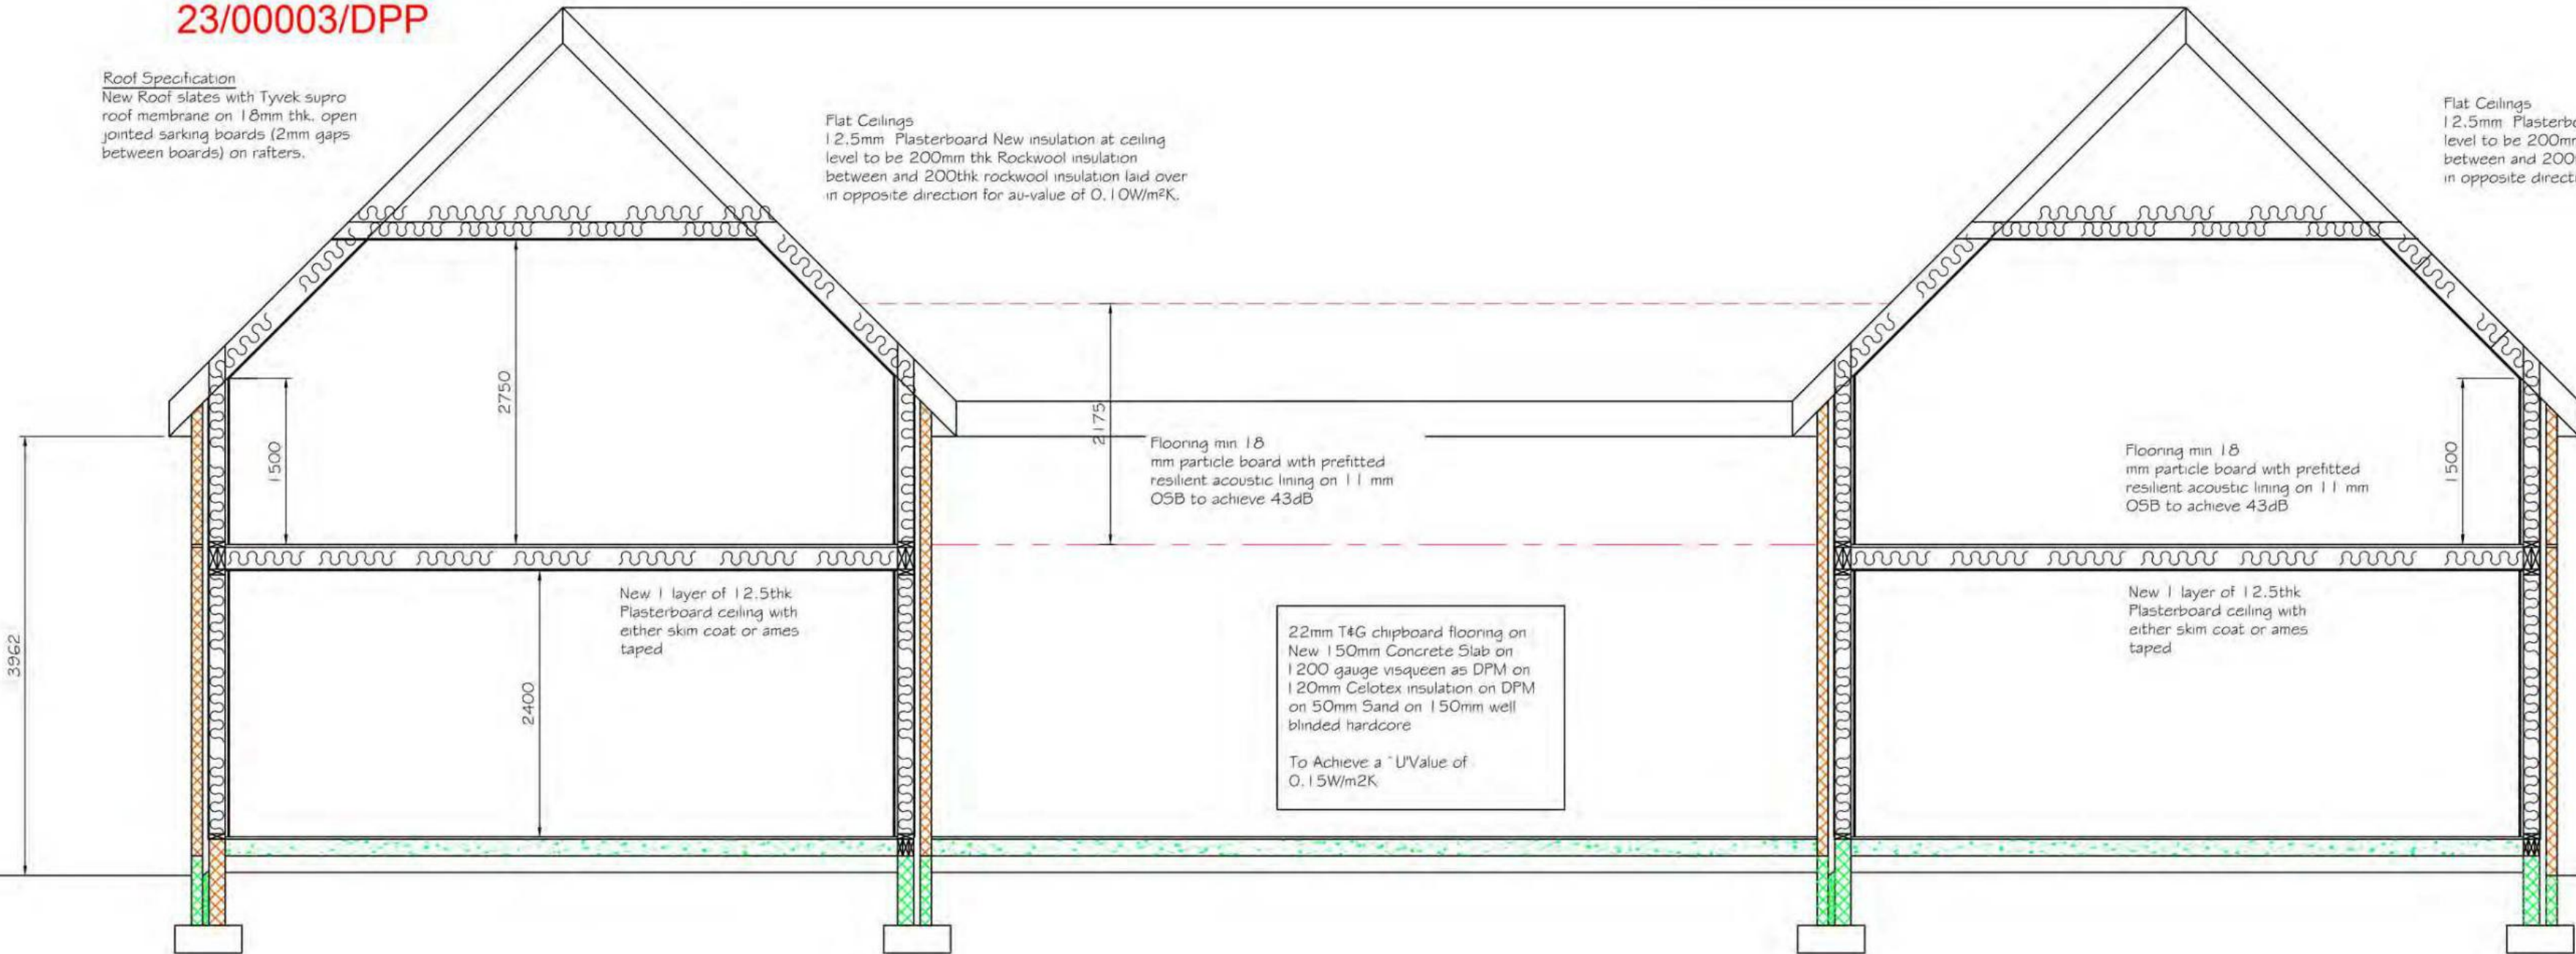 23/00003/DPP
Roof Specification
New Roof slates with Tyvek supro
roof membrane on 18mm thk. open
jointed sarking boards (2mm gaps
between boards) on rafters.
Flat Ceilings
12.5mm Plasterboard New insulation at ceiling
level to be 200mm thk Rockwool insulation
between and 200thk rockwool insulation laid over
in opposite direction for au-value of 0.10W/m²K.
Flat Ceilings
12.5mm Plasterbo
level to be 200mm
between and 200
in opposite directi
2750
1500
2175
Flooring min 18
mm particle board with prefitted
resilient acoustic lining on 11 mm
OSB to achieve 43dB
Flooring min 18
mm particle board with prefitted
resilient acoustic lining on 11 mm
OSB to achieve 43dB
1500
3962
New 1 layer of 12.5thk
Plasterboard ceiling with
either skim coat or ames
taped
2400
22mm T&G chipboard flooring on
New 150mm Concrete Slab on
1200 gauge visqueen as DPM on
120mm Celotex insulation on DPM
on 50mm Sand on 150mm well
blinded hardcore
To Achieve a `U'Value of
0.15W/m2K
New 1 layer of 12.5thk
Plasterboard ceiling with
either skim coat or ames
taped